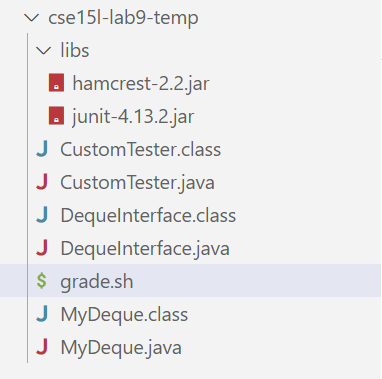 cse15l-lab9-temp
libs
hamcrest-2.2.jar
junit-4.13.2.jar
J CustomTester.class
J CustomTester.java
J DequeInterface.class
J DequeInterface.java
$ grade.sh
J MyDeque.class
J MyDeque.java